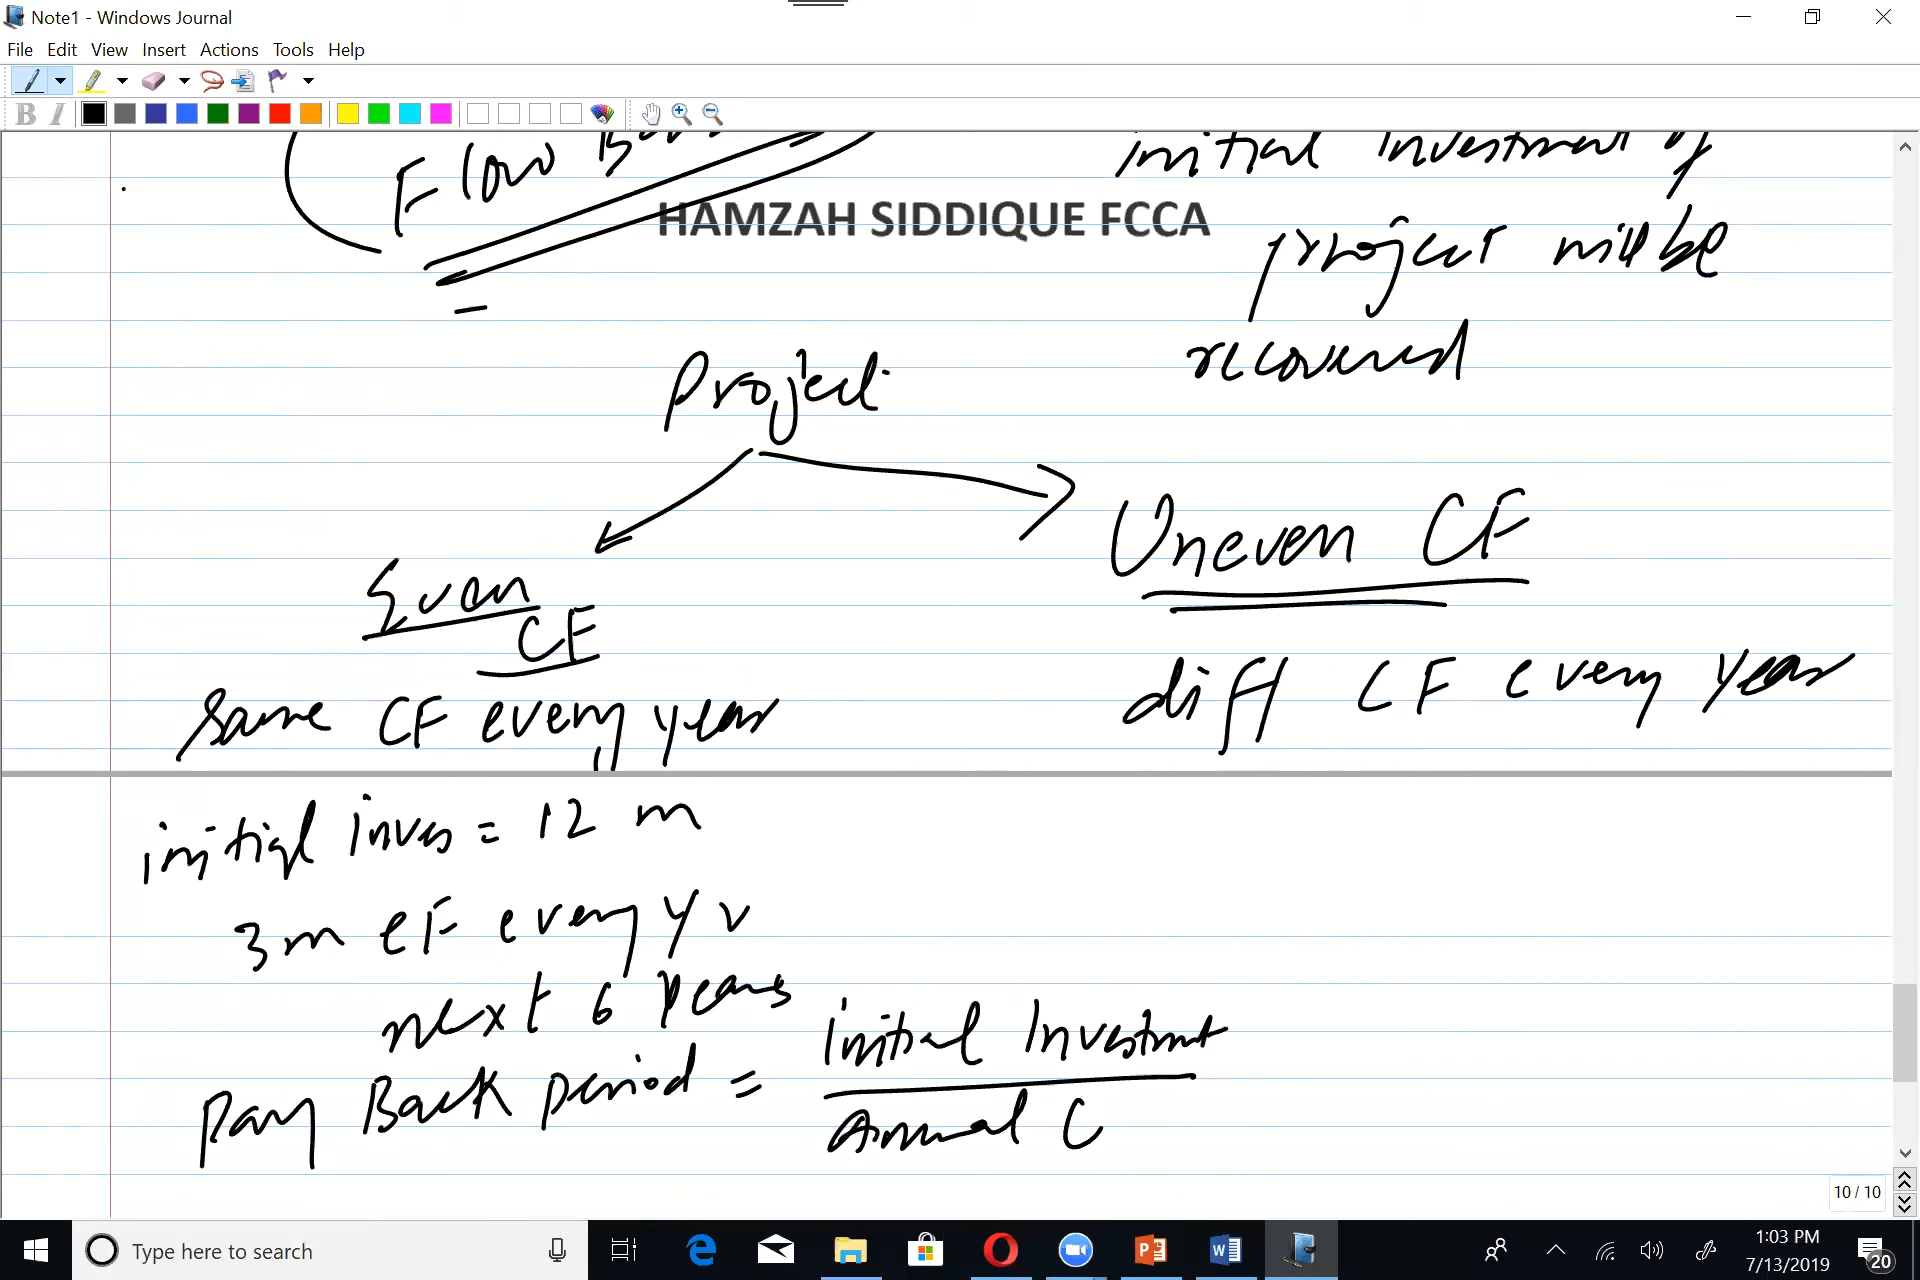 Note1 - Windows Journal
File Edit View Insert Actions Tools Help
B I
Flow
initial investment of
HAMZAH SIDDIQUE FCCA
project will be
recovered
Project
Even
CF
Uneven CF
same CF every year
diff CF every year
initial inves = 12 m
3m CF every yr
next 6 years
Pay Back period = initial Investment
Annual C
10 / 10
Type here to search
1:03 PM
7/13/2019
20